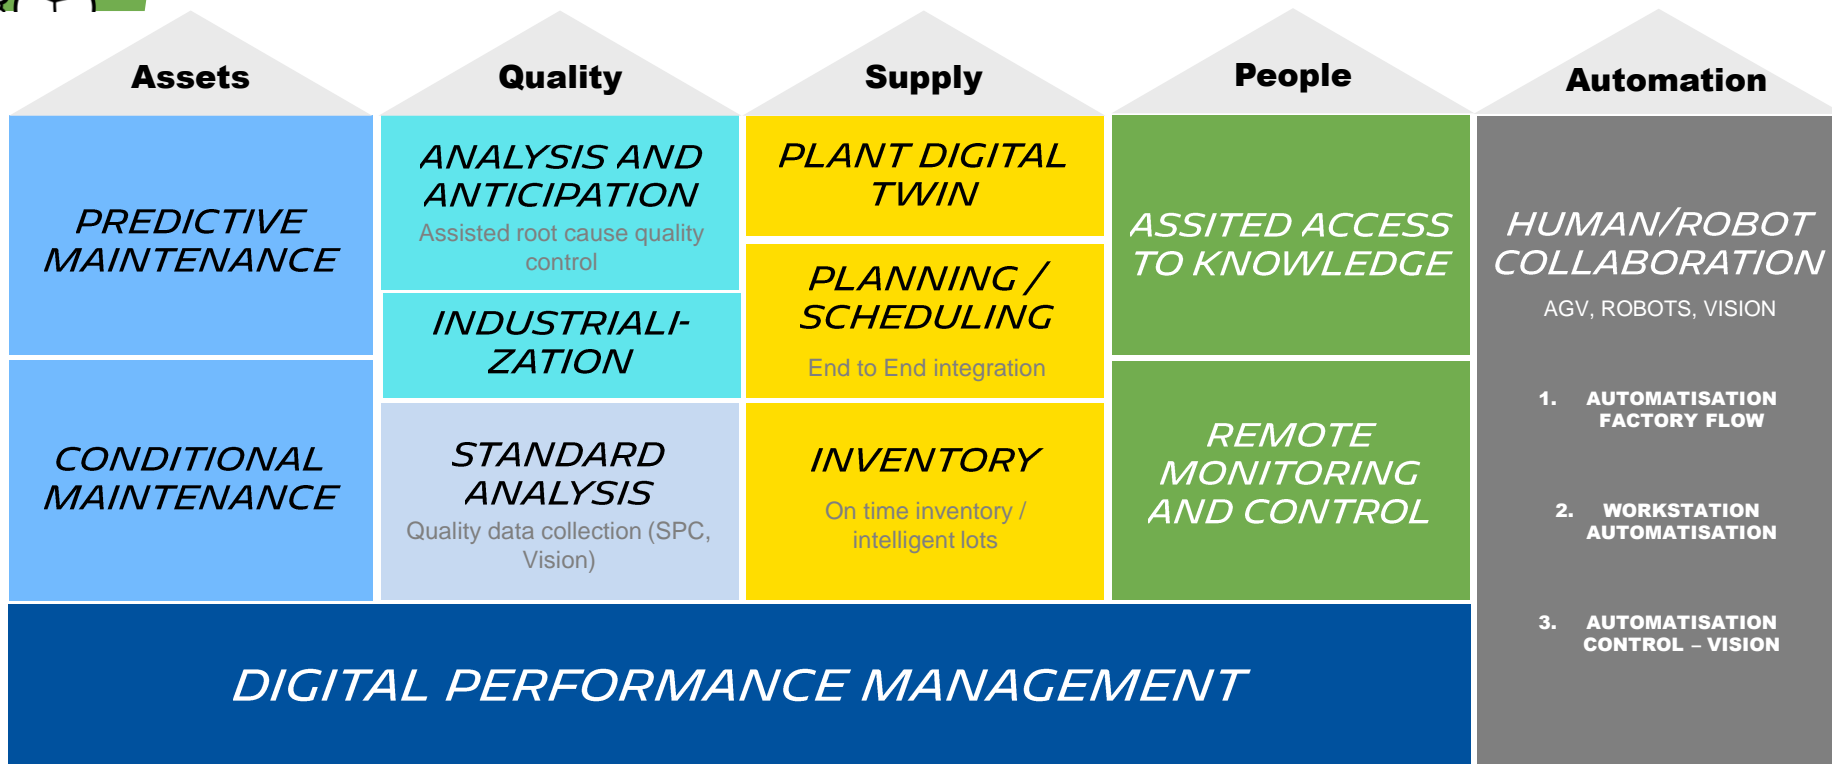 Assets
PREDICTIVE
MAINTENANCE
CONDITIONAL
MAINTENANCE
Quality
ANALYSIS AND
ANTICIPATION
Assisted root cause quality
control
INDUSTRIALI-
ZATION
STANDARD
ANALYSIS
Quality data collection (SPC,
Vision)
Supply
PLANT DIGITAL
TWIN
PLANNING /
SCHEDULING
End to End integration
INVENTORY
On time inventory /
intelligent lots
People
ASSITED ACCESS
TO KNOWLEDGE
REMOTE
MONITORING
AND CONTROL
Automation
HUMAN/ROBOT
COLLABORATION
AGV, ROBOTS, VISION
1. AUTOMATISATION
FACTORY FLOW
2. WORKSTATION
AUTOMATISATION
3. AUTOMATISATION
CONTROL – VISION
DIGITAL PERFORMANCE MANAGEMENT